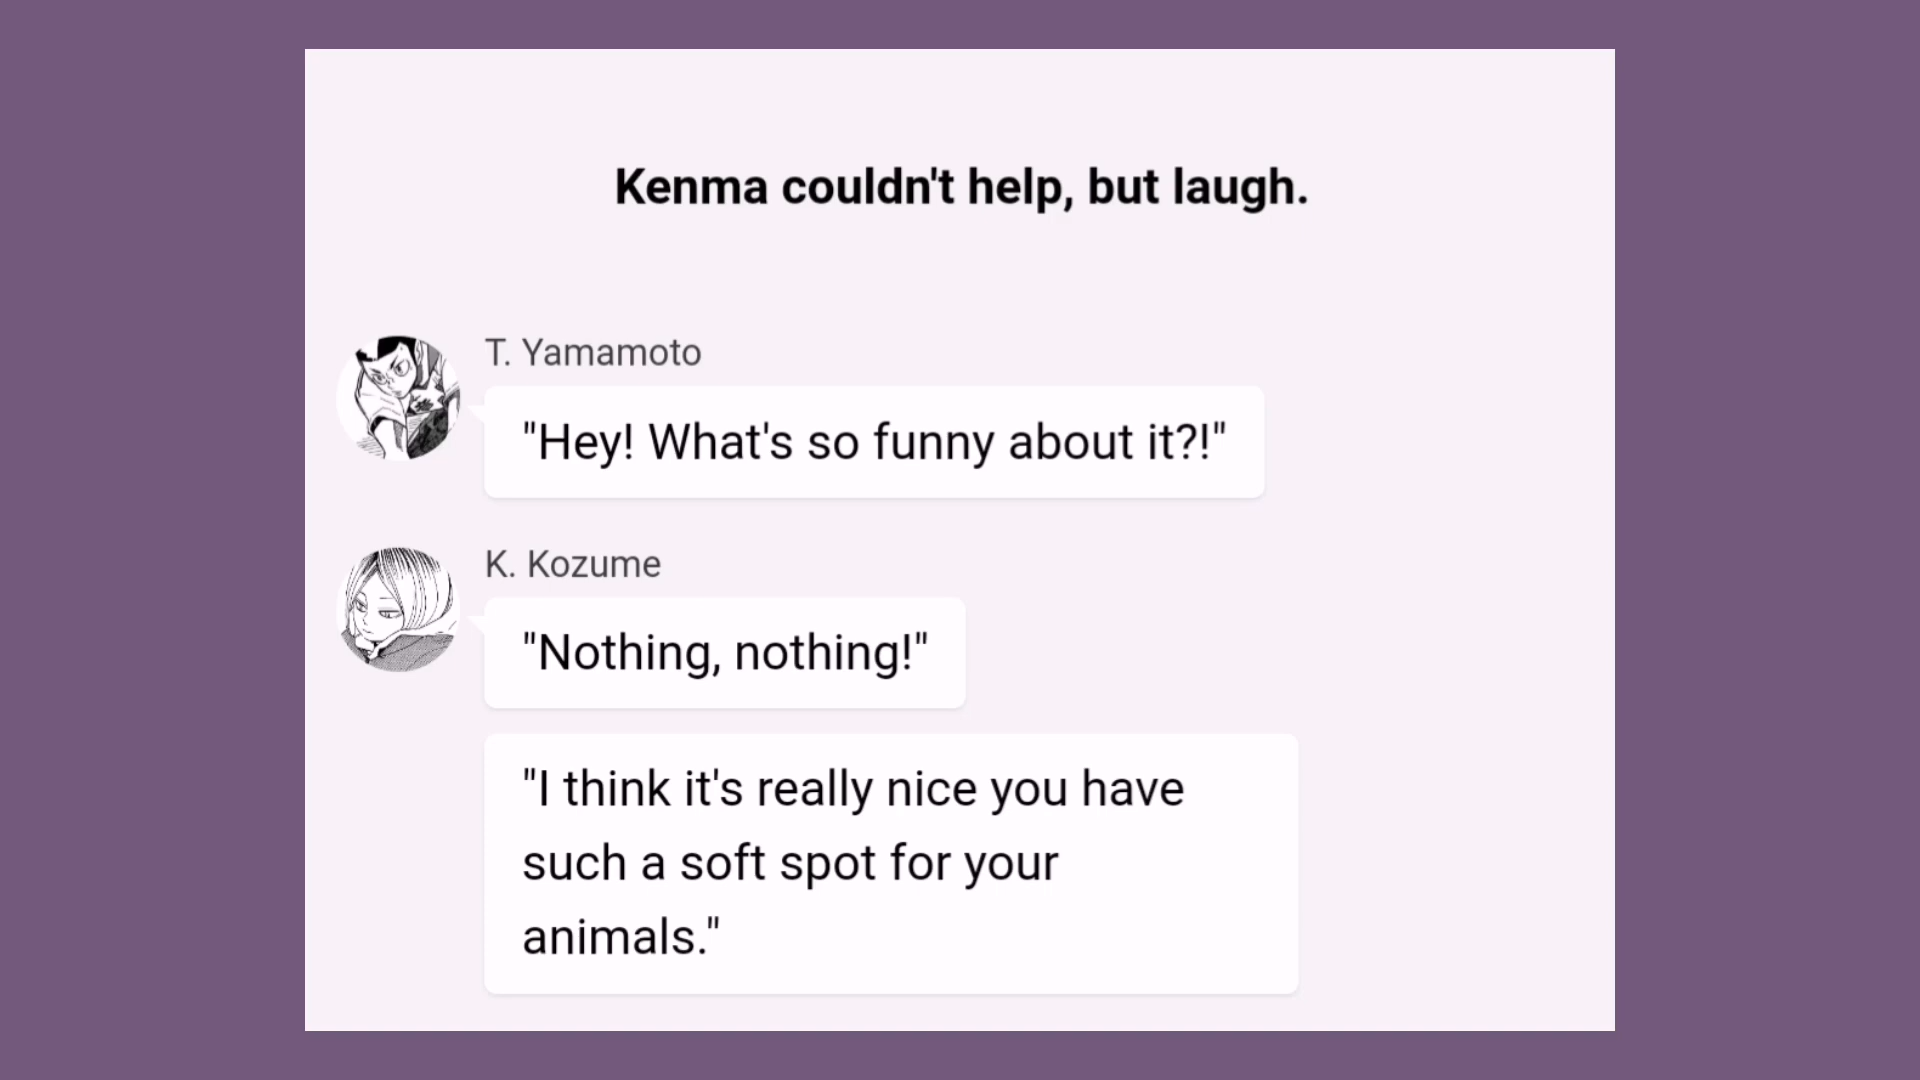 Kenma couldn't help, but laugh.
T. Yamamoto
"Hey! What's so funny about it?!"
K. Kozume
"Nothing, nothing!"
"I think it's really nice you have
such a soft spot for your
animals."